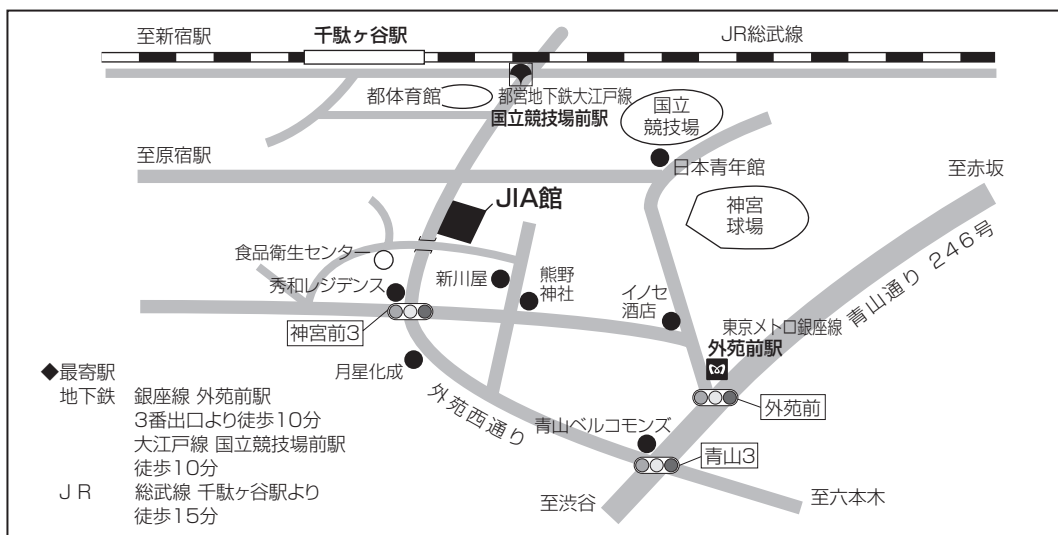 至新宿駅
千駄ヶ谷駅
JR総武線
都体育館
都営地下鉄大江戸線
国立競技場前駅
国立
競技場
至原宿駅
日本青年館
至赤坂
JIA館
神宮
球場
食品衛生センター
秀和レジデンス
新川屋
熊野
神社
イノセ
酒店
青山通り 246号
東京メトロ銀座線
外苑前駅
神宮前3
月星化成
外苑西通り
外苑前
青山ベルコモンズ
青山3
至渋谷
至六本木
◆最寄駅
地下鉄 銀座線 外苑前駅
3番出口より徒歩10分
大江戸線 国立競技場前駅
徒歩10分
JR 総武線 千駄ヶ谷駅より
徒歩15分